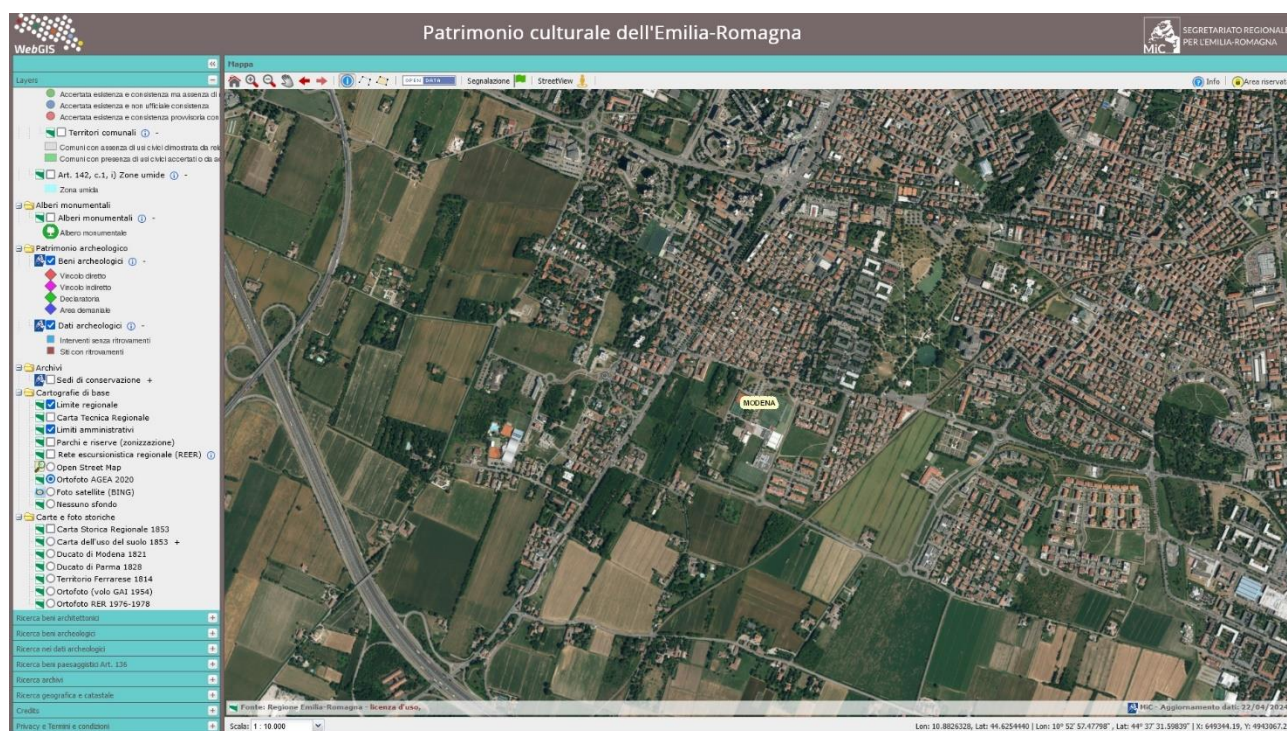 WebGIS
Patrimonio culturale dell'Emilia-Romagna
MiC
SEGRETARIATO REGIONALE
PER L'EMILIA-ROMAGNA
Mappa
Layers
OPEN DATA Segnalazione StreetView Info Area riservat
Accertata esistenza e consistenza ma assenza di
Accertata esistenza e non ufficiale consistenza
Accertata esistenza e consistenza provvisoria con
Territori comunali -
Comuni con assenza di usi civici dimostrata da rela
Comuni con presenza di usi civici accertati o da ac
Art. 142, c.1, i) Zone umide -
Zona umida
Alberi monumentali
Alberi monumentali -
Albero monumentale
Patrimonio archeologico
Beni archeologici -
Vincolo diretto
Vincolo indiretto
Declaratoria
Area demaniale
Dati archeologici -
Interventi senza ritrovamenti
Siti con ritrovamenti
Archivi
Sedi di conservazione +
Cartografie di base
Limite regionale
Carta Tecnica Regionale
Limiti amministrativi
Parchi e riserve (zonizzazione)
Rete escursionistica regionale (REER)
Open Street Map
Ortofoto AGEA 2020
Foto satellite (BING)
Nessuno sfondo
Carte e foto storiche
Carta Storica Regionale 1853
Carta dell'uso del suolo 1853 +
Ducato di Modena 1821
Ducato di Parma 1828
Territorio Ferrarese 1814
Ortofoto (volo GAI 1954)
Ortofoto RER 1976-1978
Ricerca beni architettonici
Ricerca beni archeologici
Ricerca nei dati archeologici
Ricerca beni paesaggistici Art. 136
Ricerca archivi
Ricerca geografica e catastale
Credits
Privacy e Termini e condizioni
MODENA
Fonte: Regione Emilia-Romagna - licenza d'uso,
MiC - Aggiornamento dati: 22/04/2024
Scala: 1 : 10.000
Lon: 10.8826328, Lat: 44.6254440 | Lon: 10° 52' 57.47798" , Lat: 44° 37' 31.59839" | X: 649344.19, Y: 4943067.2